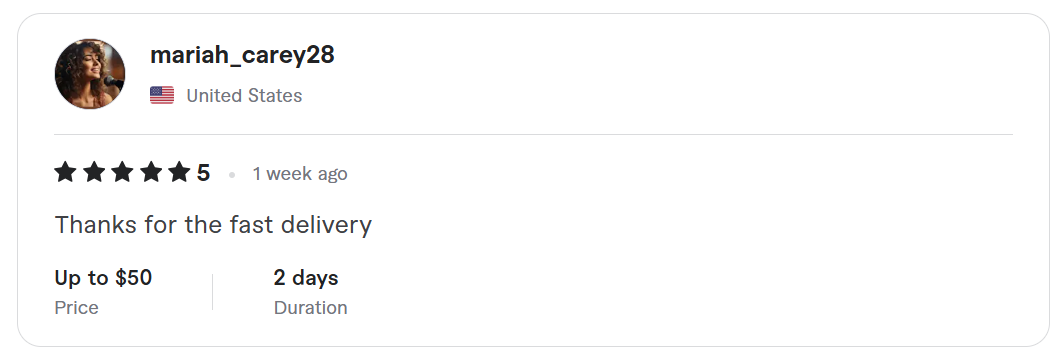 mariah_carey28
United States
5 • 1 week ago
Thanks for the fast delivery
Up to $50 2 days
Price Duration